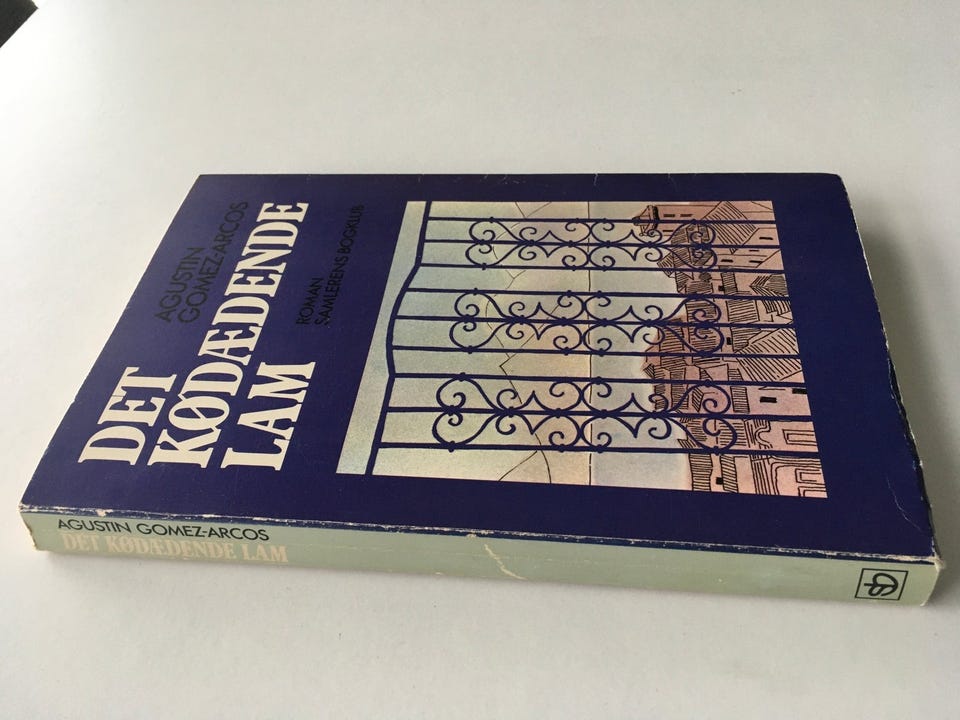 AGUSTIN
GOMEZ-ARCOS
DET
KØDÆDENDE
LAM
ROMAN
SAMLERENS BOGKLUB
AGUSTIN GOMEZ-ARCOS
DET KØDÆDENDE LAM